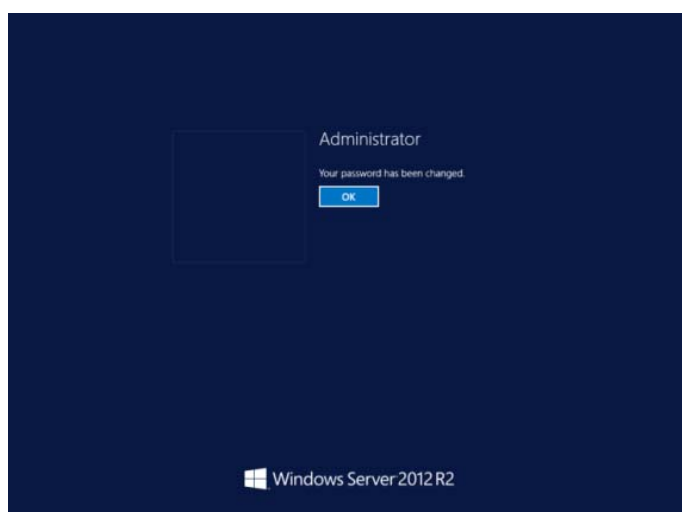 Administrator
Your password has been changed.
OK
Windows Server 2012 R2